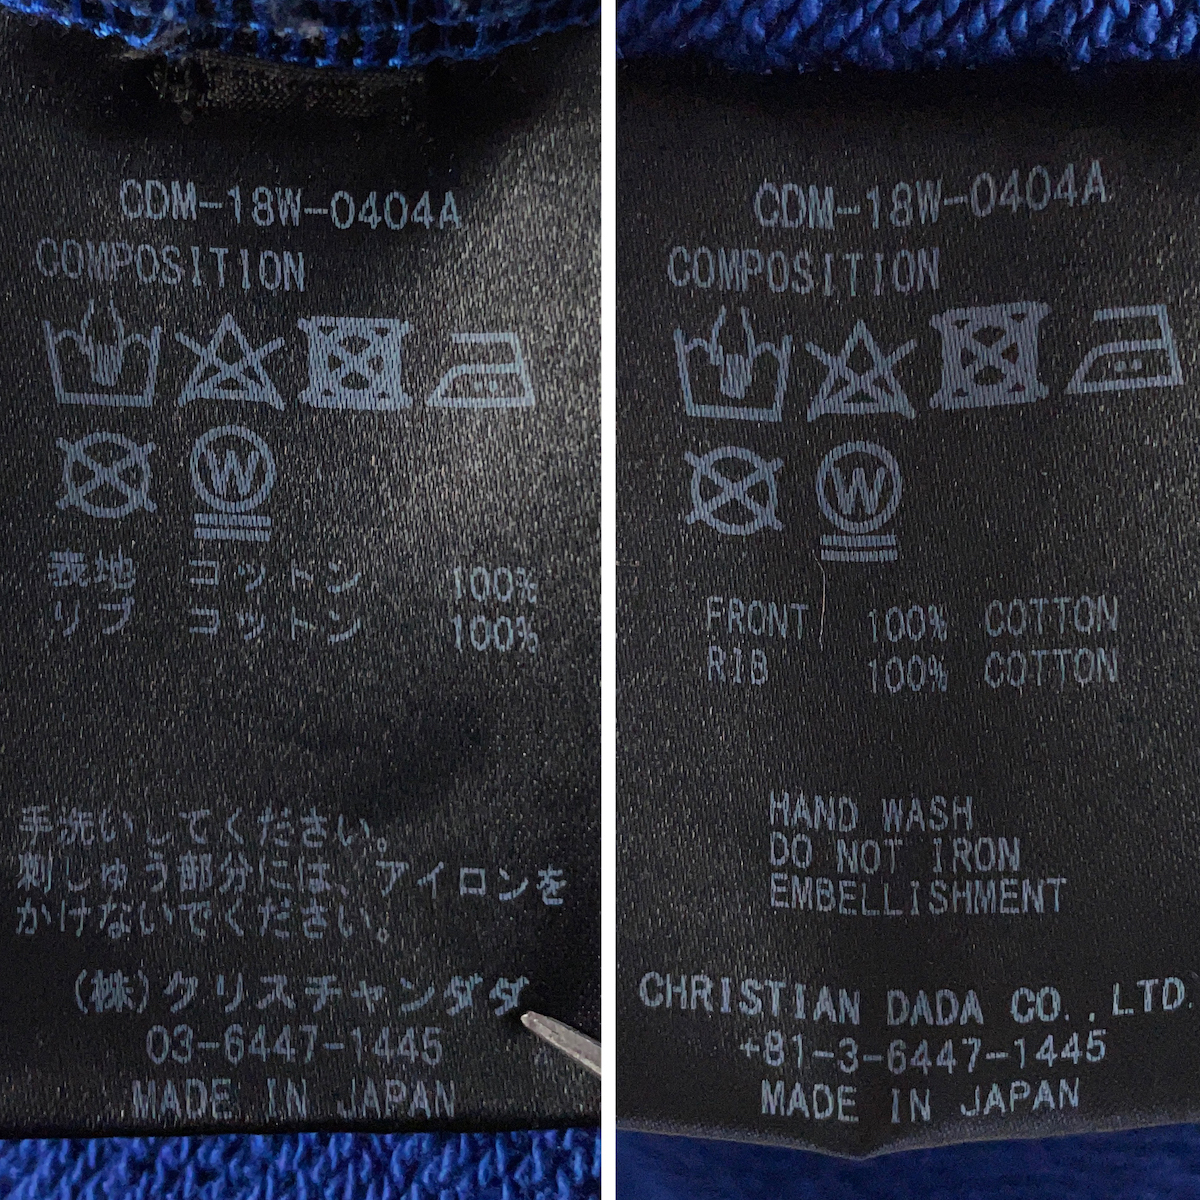 CDM-18W-0404A
COMPOSITION
W
表地 コットン 100%
リブ コットン 100%
手洗いしてください。
刺しゅう部分には、アイロンを
かけないでください。
(株)クリスチャンダダ
03-6447-1445
MADE IN JAPAN
CDM-18W-0404A
COMPOSITION
W
FRONT 100% COTTON
RIB 100% COTTON
HAND WASH
DO NOT IRON
EMBELLISHMENT
CHRISTIAN DADA CO.,LTD.
+81-3-6447-1445
MADE IN JAPAN